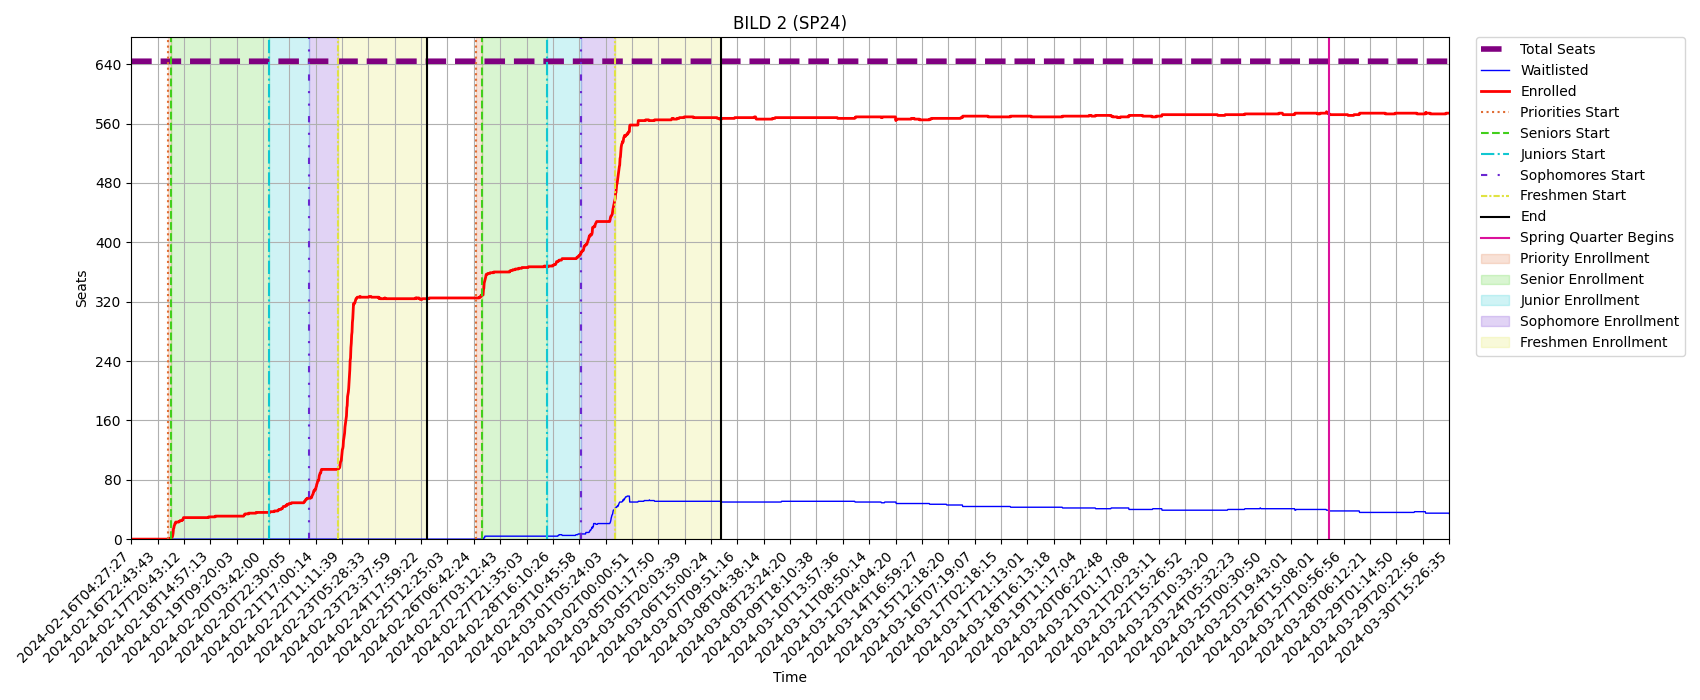 BILD 2 (SP24)
Seats
640
560
480
400
320
240
160
80
0
2024-02-16T04:27:27
2024-02-16T22:43:43
2024-02-17T20:43:12
2024-02-18T14:57:13
2024-02-19T09:20:03
2024-02-20T03:42:00
2024-02-20T22:30:05
2024-02-21T17:00:14
2024-02-22T11:11:39
2024-02-23T05:28:33
2024-02-23T23:37:59
2024-02-24T17:59:22
2024-02-25T12:25:03
2024-02-26T06:42:24
2024-02-27T03:12:43
2024-02-27T21:35:03
2024-02-28T16:10:26
2024-02-29T10:45:58
2024-03-01T05:24:03
2024-03-02T00:00:51
2024-03-05T01:17:50
2024-03-05T20:03:39
2024-03-06T15:00:24
2024-03-07T09:51:16
2024-03-08T04:38:14
2024-03-08T23:24:20
2024-03-09T18:10:38
2024-03-10T13:57:36
2024-03-11T08:50:14
2024-03-12T04:04:20
2024-03-14T16:59:27
2024-03-15T12:18:20
2024-03-16T07:19:07
2024-03-17T02:18:15
2024-03-17T21:13:01
2024-03-18T16:13:18
2024-03-19T11:17:04
2024-03-20T06:22:48
2024-03-21T01:17:08
2024-03-21T20:23:11
2024-03-22T15:26:52
2024-03-23T10:33:20
2024-03-24T05:32:23
2024-03-25T00:30:50
2024-03-25T19:43:01
2024-03-26T15:08:01
2024-03-27T10:56:56
2024-03-28T06:12:21
2024-03-29T01:14:50
2024-03-29T20:22:56
2024-03-30T15:26:35
Time
Total Seats
Waitlisted
Enrolled
Priorities Start
Seniors Start
Juniors Start
Sophomores Start
Freshmen Start
End
Spring Quarter Begins
Priority Enrollment
Senior Enrollment
Junior Enrollment
Sophomore Enrollment
Freshmen Enrollment